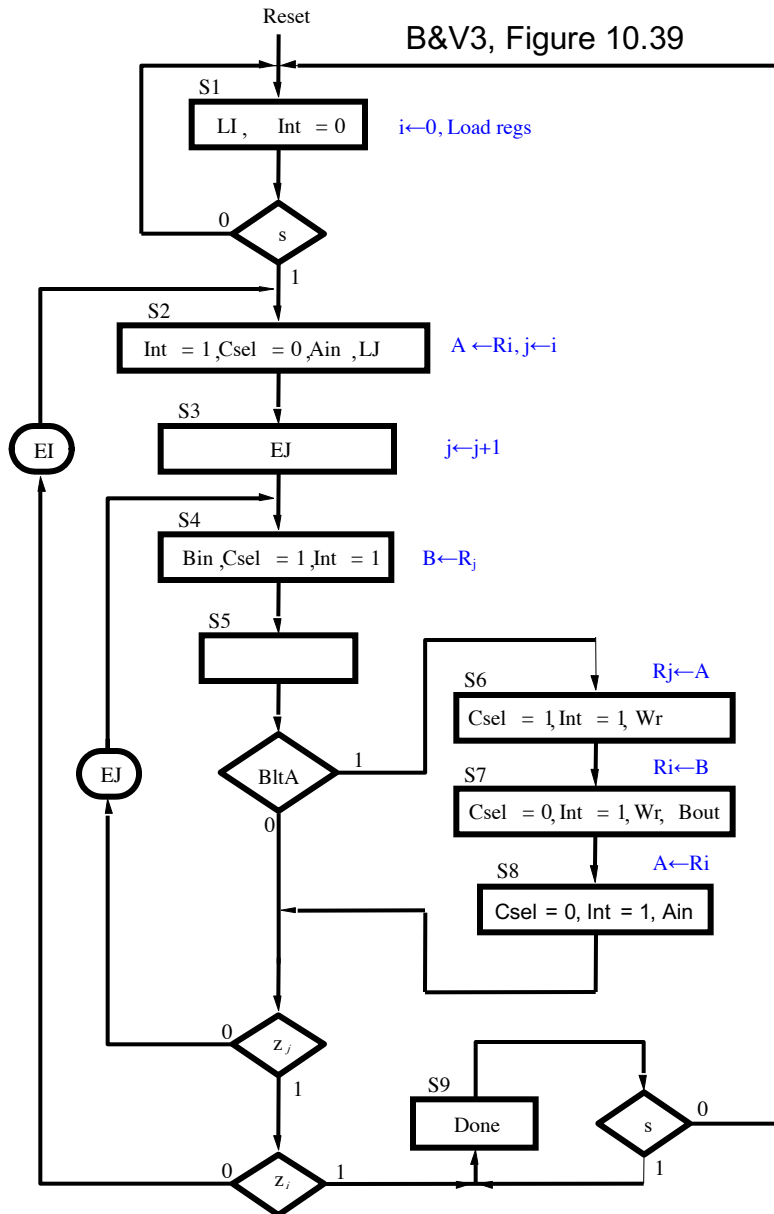 Reset
B&V3, Figure 10.39
S1
LI, Int = 0
i←0, Load regs
0
s
1
S2
Int = 1,Csel = 0,Ain ,LJ
A ←Ri, j←i
S3
EI
EJ
j←j+1
S4
Bin ,Csel = 1,Int = 1
B←Rj
S5
Rj←A
S6
Csel = 1,Int = 1, Wr
EJ
BltA
1
0
Ri←B
S7
Csel = 0,Int = 1,Wr, Bout
A←Ri
S8
Csel = 0, Int = 1, Ain
0
zj
1
S9
Done
s
0
1
0
zi
1